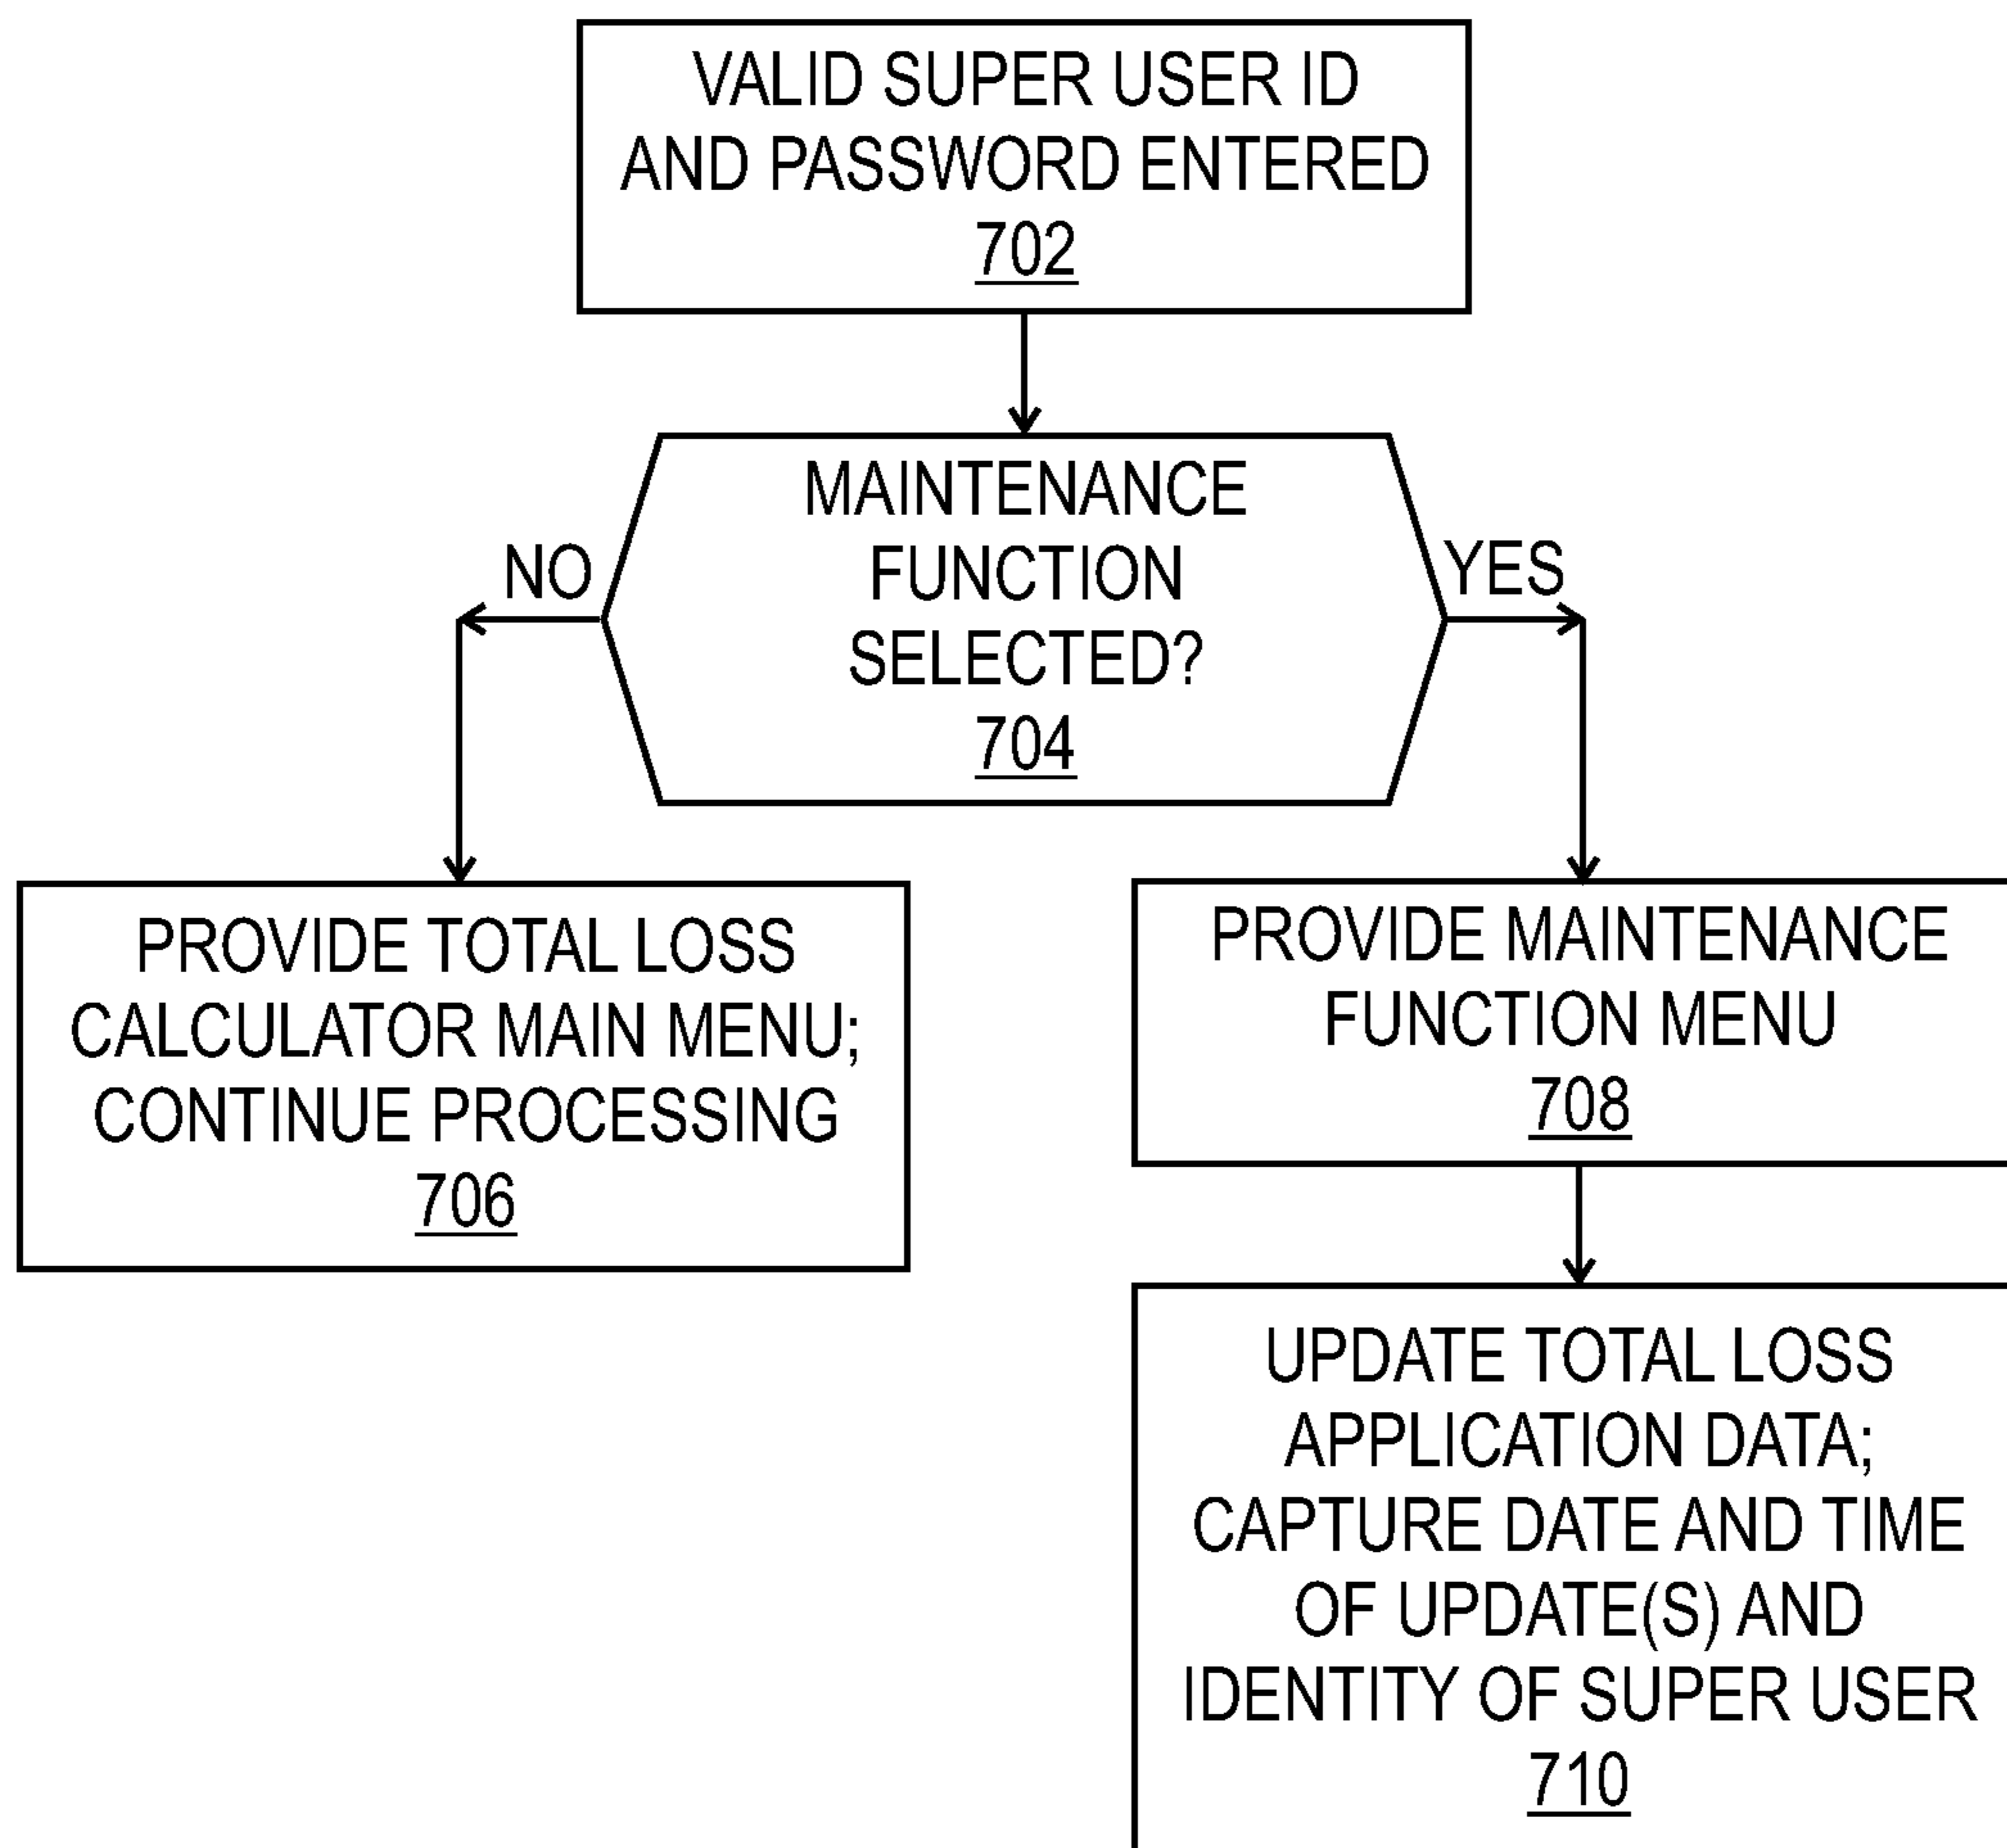 VALID SUPER USER ID
AND PASSWORD ENTERED
702
MAINTENANCE
FUNCTION
SELECTED?
704
NO
YES
PROVIDE TOTAL LOSS
CALCULATOR MAIN MENU;
CONTINUE PROCESSING
706
PROVIDE MAINTENANCE
FUNCTION MENU
708
UPDATE TOTAL LOSS
APPLICATION DATA;
CAPTURE DATE AND TIME
OF UPDATE(S) AND
IDENTITY OF SUPER USER
710